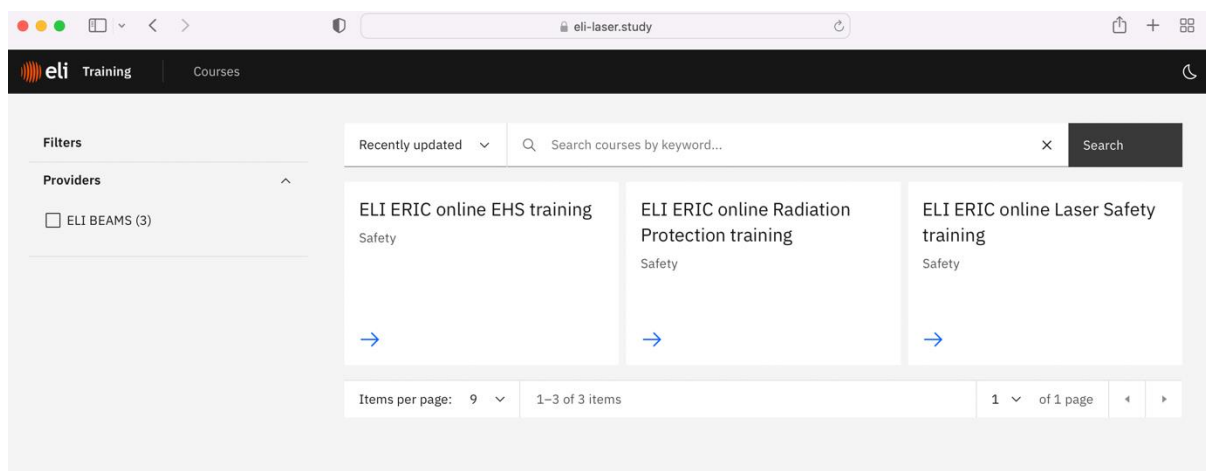 eli-laser.study
eli Training Courses
Filters
Providers
ELI BEAMS (3)
Recently updated
Search courses by keyword...
Search
ELI ERIC online EHS training
Safety
ELI ERIC online Radiation
Protection training
Safety
ELI ERIC online Laser Safety
training
Safety
Items per page: 9
1–3 of 3 items
1 of 1 page